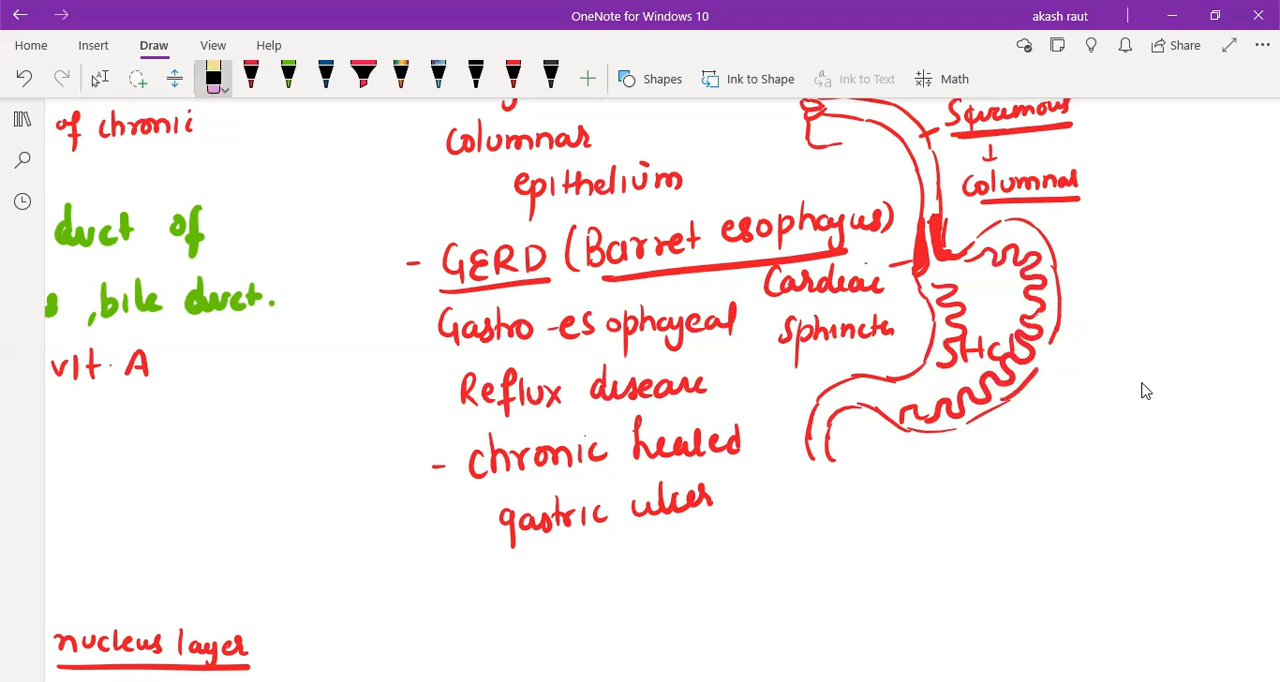 OneNote for Windows 10
akash raut
Home Insert Draw View Help
Share
Shapes
Ink to Shape
Ink to Text
Math
of chronic
duct of
s , bile duct.
vit. A
nucleus layer
columnar
epithelium
- GERD (Barret esophagus)
Gastro-esophageal
Reflux disease
- chronic healed
gastric ulcer
Squamous
↓
columnar
Cardiac
sphincter
HCl